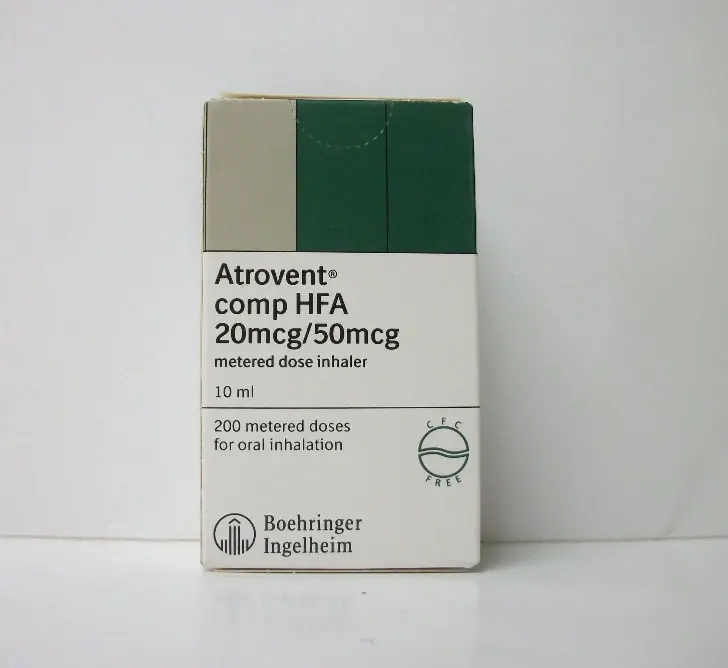 Atrovent®
comp HFA
20mcg/50mcg
metered dose inhaler
10 ml
200 metered doses
for oral inhalation
CFC
FREE
Boehringer
Ingelheim